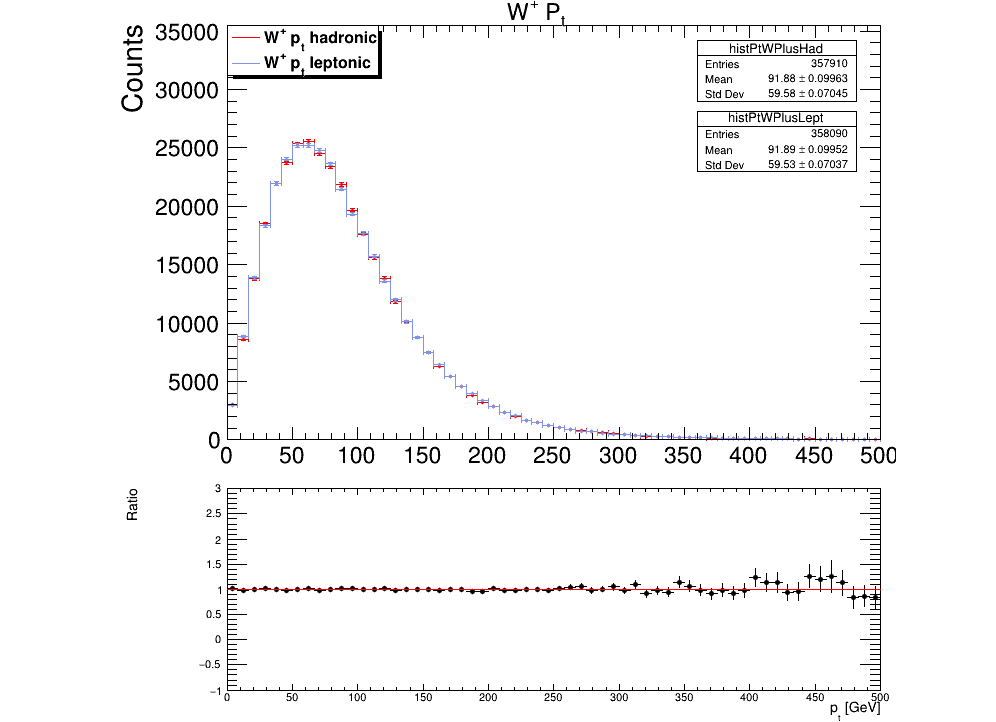 W+ Pt
Counts
35000
30000
25000
20000
15000
10000
5000
0
W+ pt hadronic
W+ pt leptonic
histPtWPlusHad
Entries 357910
Mean 91.88 ± 0.09963
Std Dev 59.58 ± 0.07045
histPtWPlusLept
Entries 358090
Mean 91.89 ± 0.09952
Std Dev 59.53 ± 0.07037
0 50 100 150 200 250 300 350 400 450 500
Ratio
3
2.5
2
1.5
1
0.5
0
−0.5
−1
0 50 100 150 200 250 300 350 400 450 500
pt [GeV]